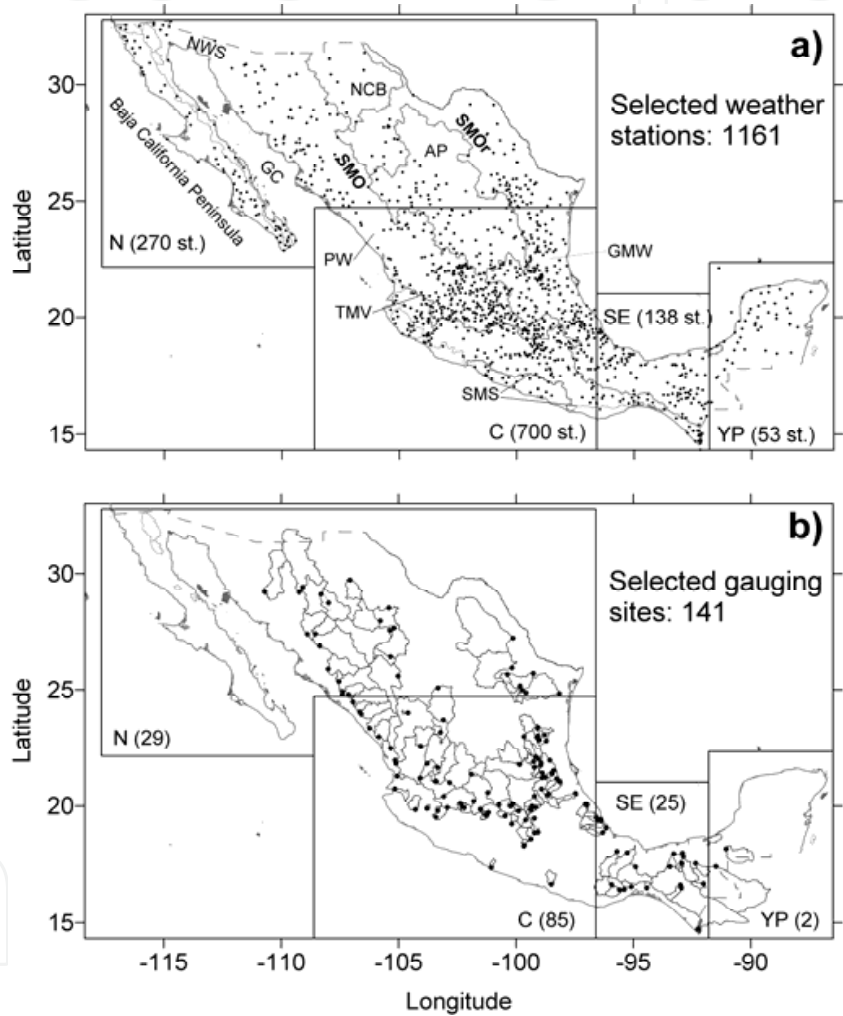 a)
30
25
20
15
Latitude
Selected weather
stations: 1161
NWS
NCB
SMOr
AP
SMO
GC
Baja California Peninsula
N (270 st.)
PW
TMV
GMW
SMS
SE (138 st.)
C (700 st.)
YP (53 st.)
b)
30
25
20
15
Latitude
Selected gauging
sites: 141
N (29)
SE (25)
C (85)
YP (2)
-115 -110 -105 -100 -95 -90
Longitude